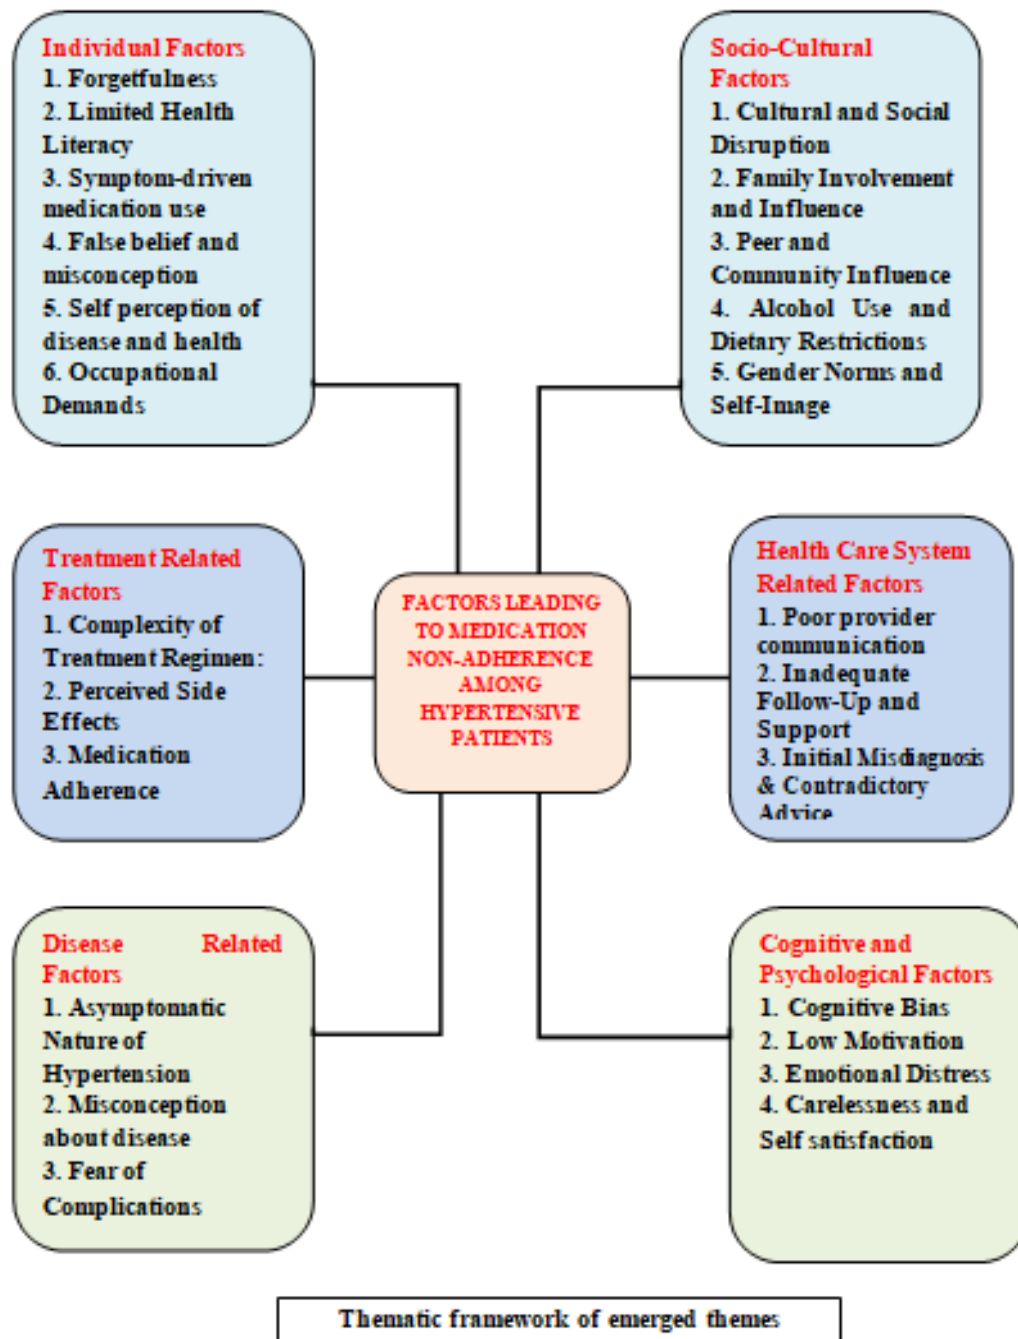 Individual Factors
1. Forgetfulness
2. Limited Health
Literacy
3. Symptom-driven
medication use
4. False belief and
misconception
5. Self perception of
disease and health
6. Occupational
Demands
Socio-Cultural
Factors
1. Cultural and Social
Disruption
2. Family Involvement
and Influence
3. Peer and
Community Influence
4. Alcohol Use and
Dietary Restrictions
5. Gender Norms and
Self-Image
Treatment Related
Factors
1. Complexity of
Treatment Regimen:
2. Perceived Side
Effects
3. Medication
Adherence
FACTORS LEADING
TO MEDICATION
NON-ADHERENCE
AMONG
HYPERTENSIVE
PATIENTS
Health Care System
Related Factors
1. Poor provider
communication
2. Inadequate
Follow-Up and
Support
3. Initial Misdiagnosis
& Contradictory
Advice
Disease Related
Factors
1. Asymptomatic
Nature of
Hypertension
2. Misconception
about disease
3. Fear of
Complications
Cognitive and
Psychological Factors
1. Cognitive Bias
2. Low Motivation
3. Emotional Distress
4. Carelessness and
Self satisfaction
Thematic framework of emerged themes